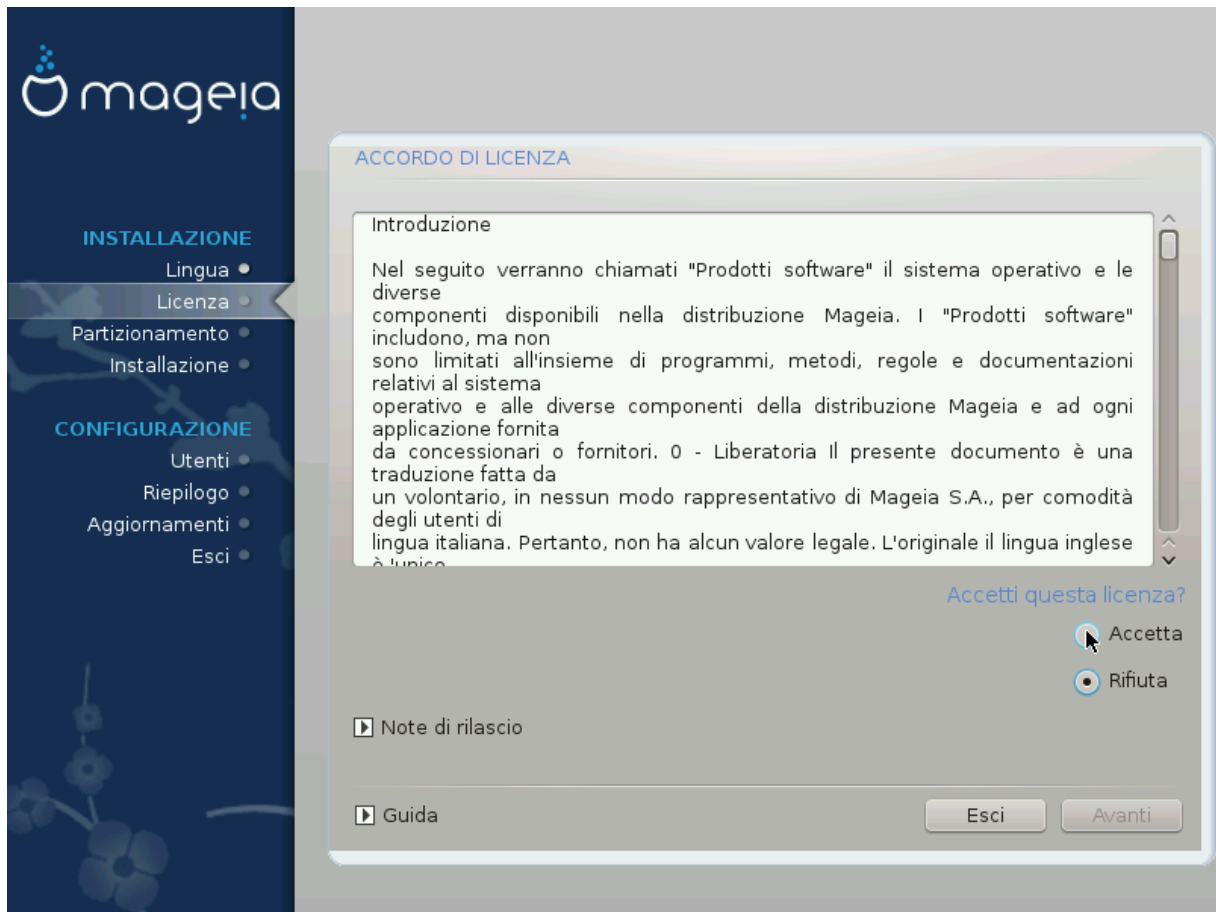 mageia
INSTALLAZIONE
Lingua
Licenza
Partizionamento
Installazione
CONFIGURAZIONE
Utenti
Riepilogo
Aggiornamenti
Esci
ACCORDO DI LICENZA
Introduzione
Nel seguito verranno chiamati "Prodotti software" il sistema operativo e le
diverse
componenti disponibili nella distribuzione Mageia. I "Prodotti software"
includono, ma non
sono limitati all'insieme di programmi, metodi, regole e documentazioni
relativi al sistema
operativo e alle diverse componenti della distribuzione Mageia e ad ogni
applicazione fornita
da concessionari o fornitori. 0 - Liberatoria Il presente documento è una
traduzione fatta da
un volontario, in nessun modo rappresentativo di Mageia S.A., per comodità
degli utenti di
lingua italiana. Pertanto, non ha alcun valore legale. L'originale il lingua inglese
è 'unico
Accetti questa licenza?
Accetta
Rifiuta
Note di rilascio
Guida
Esci
Avanti